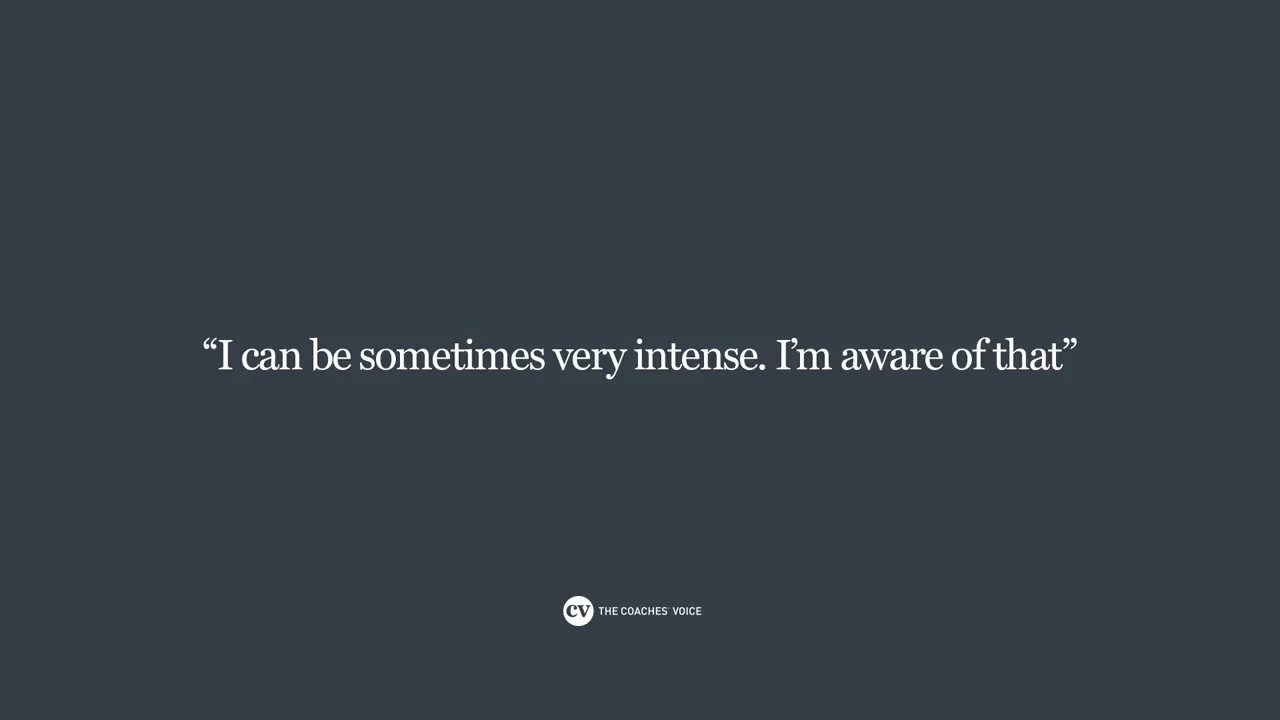 “I can be sometimes very intense. I’m aware of that”
CV THE COACHES’ VOICE